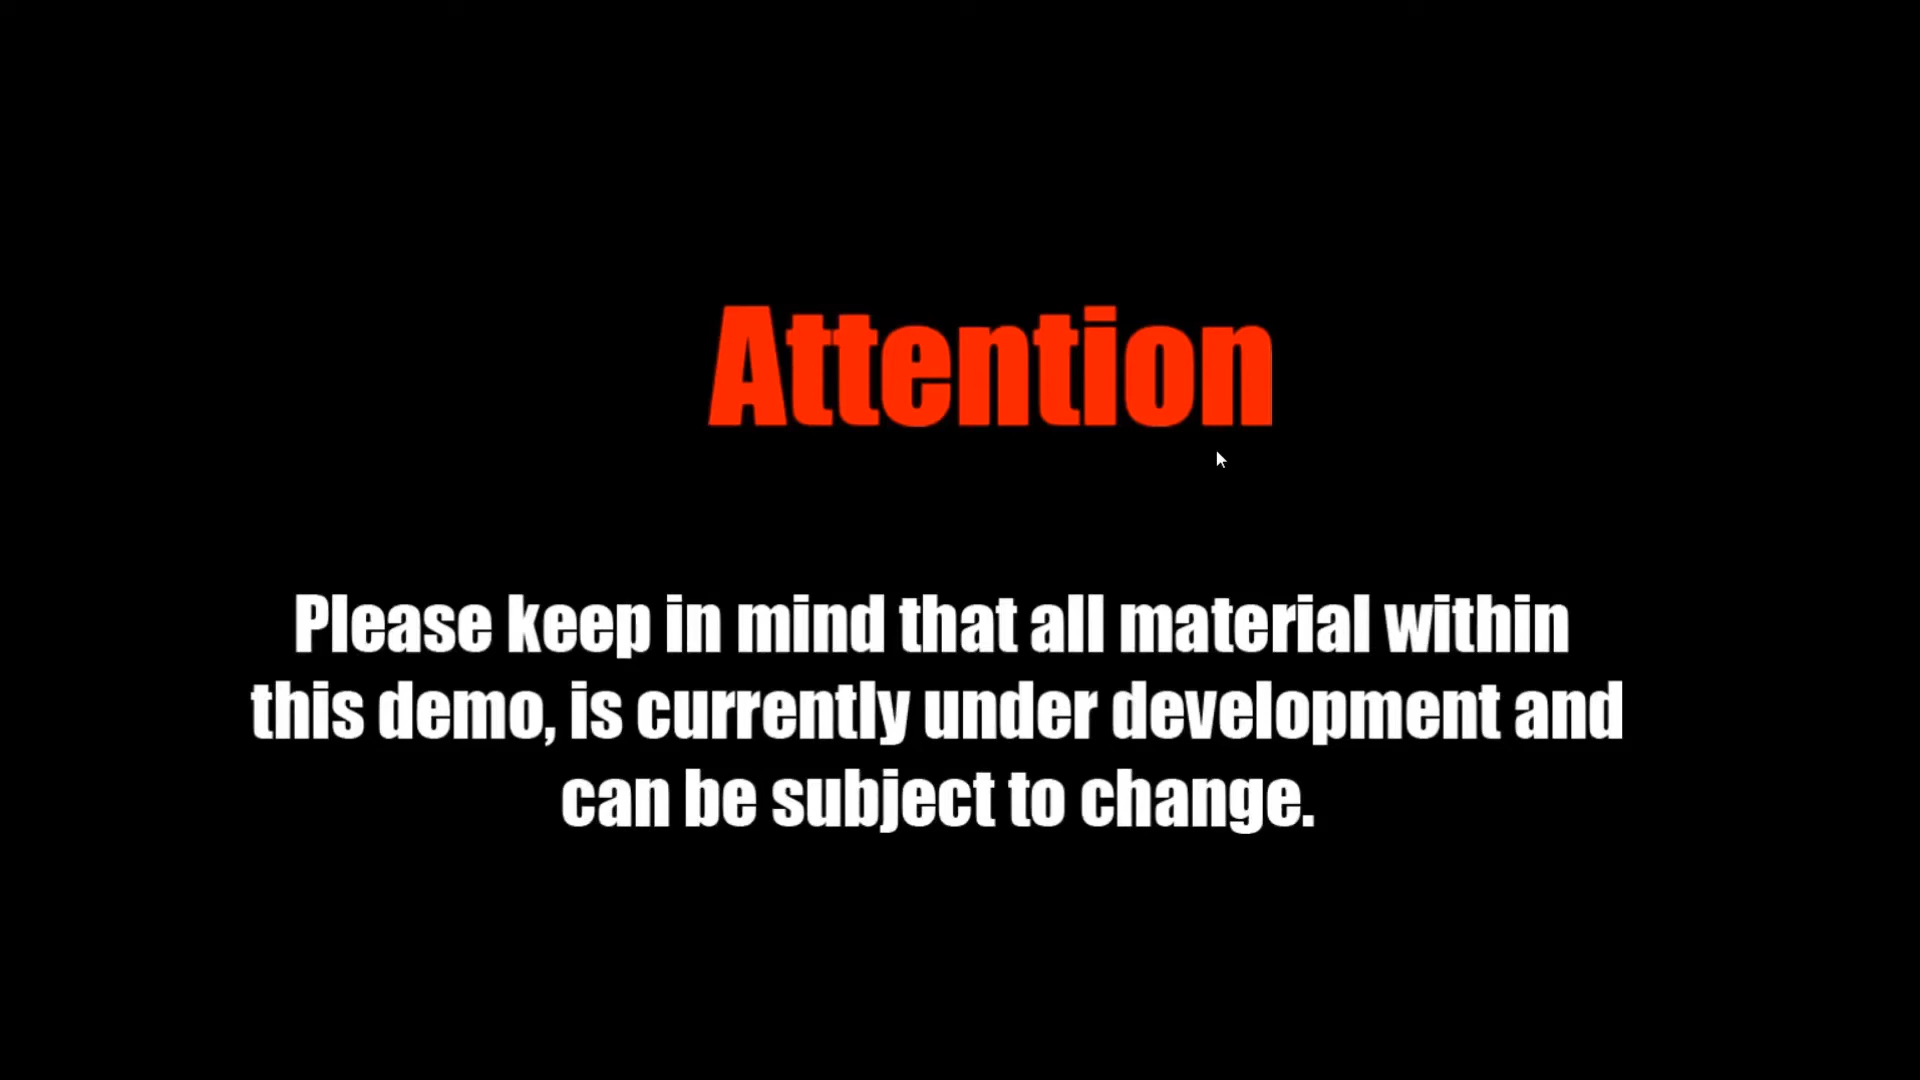 Attention
Please keep in mind that all material within
this demo, is currently under development and
can be subject to change.